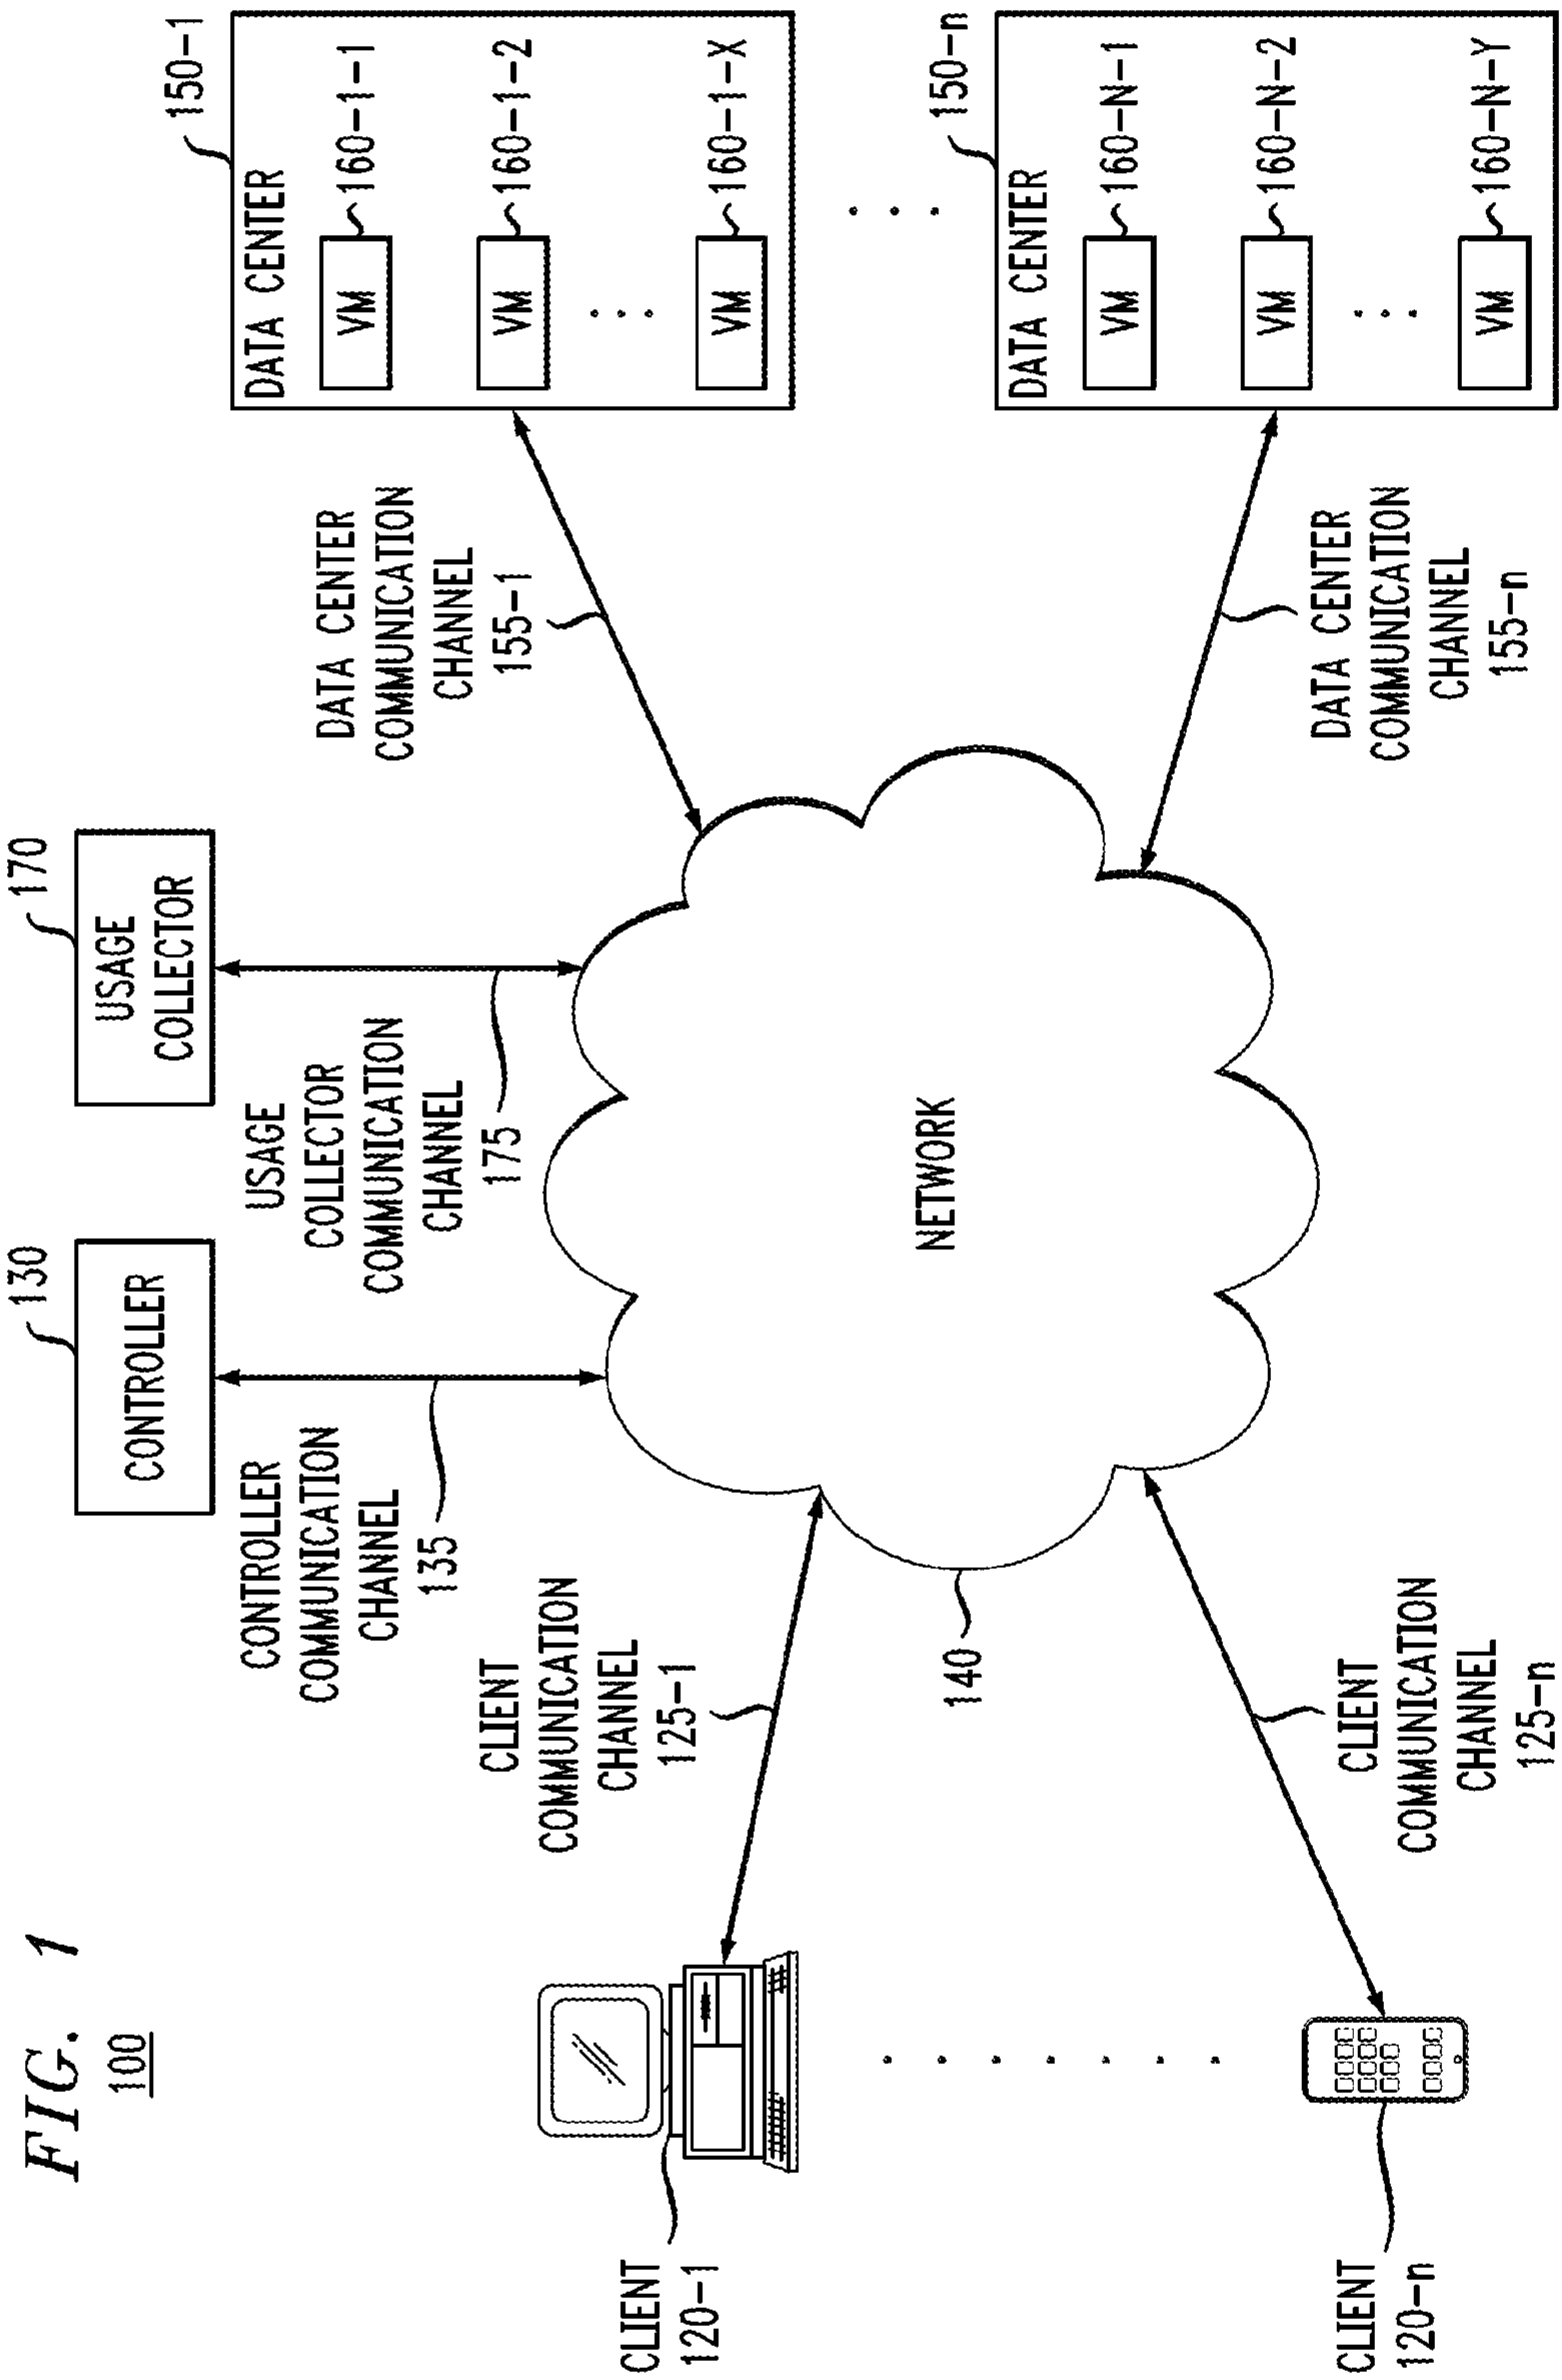 FIG. 1
100
CONTROLLER
130
USAGE
COLLECTOR
170
CONTROLLER
COMMUNICATION
CHANNEL
135
USAGE
COLLECTOR
COMMUNICATION
CHANNEL
175
DATA CENTER
COMMUNICATION
CHANNEL
155-1
150-1
DATA CENTER
VM
160-1-1
VM
160-1-2
VM
160-1-X
CLIENT
120-1
CLIENT
COMMUNICATION
CHANNEL
125-1
140
NETWORK
150-n
DATA CENTER
VM
160-N-1
VM
160-N-2
VM
160-N-Y
CLIENT
120-n
CLIENT
COMMUNICATION
CHANNEL
125-n
DATA CENTER
COMMUNICATION
CHANNEL
155-n